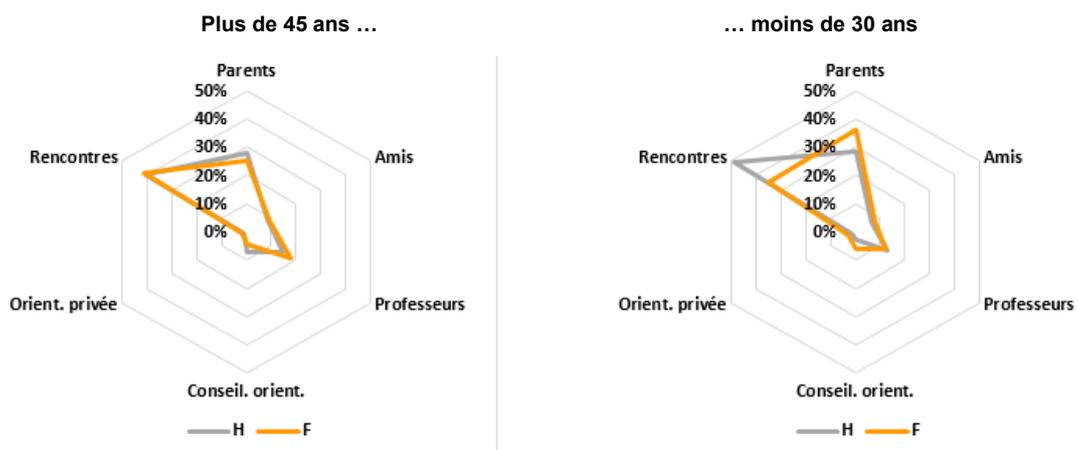 Plus de 45 ans …
Parents
50%
40%
30%
20%
10%
0%
Rencontres
Amis
Orient. privée
Professeurs
Conseil. orient.
H F
… moins de 30 ans
Parents
50%
40%
30%
20%
10%
0%
Rencontres
Amis
Orient. privée
Professeurs
Conseil. orient.
H F